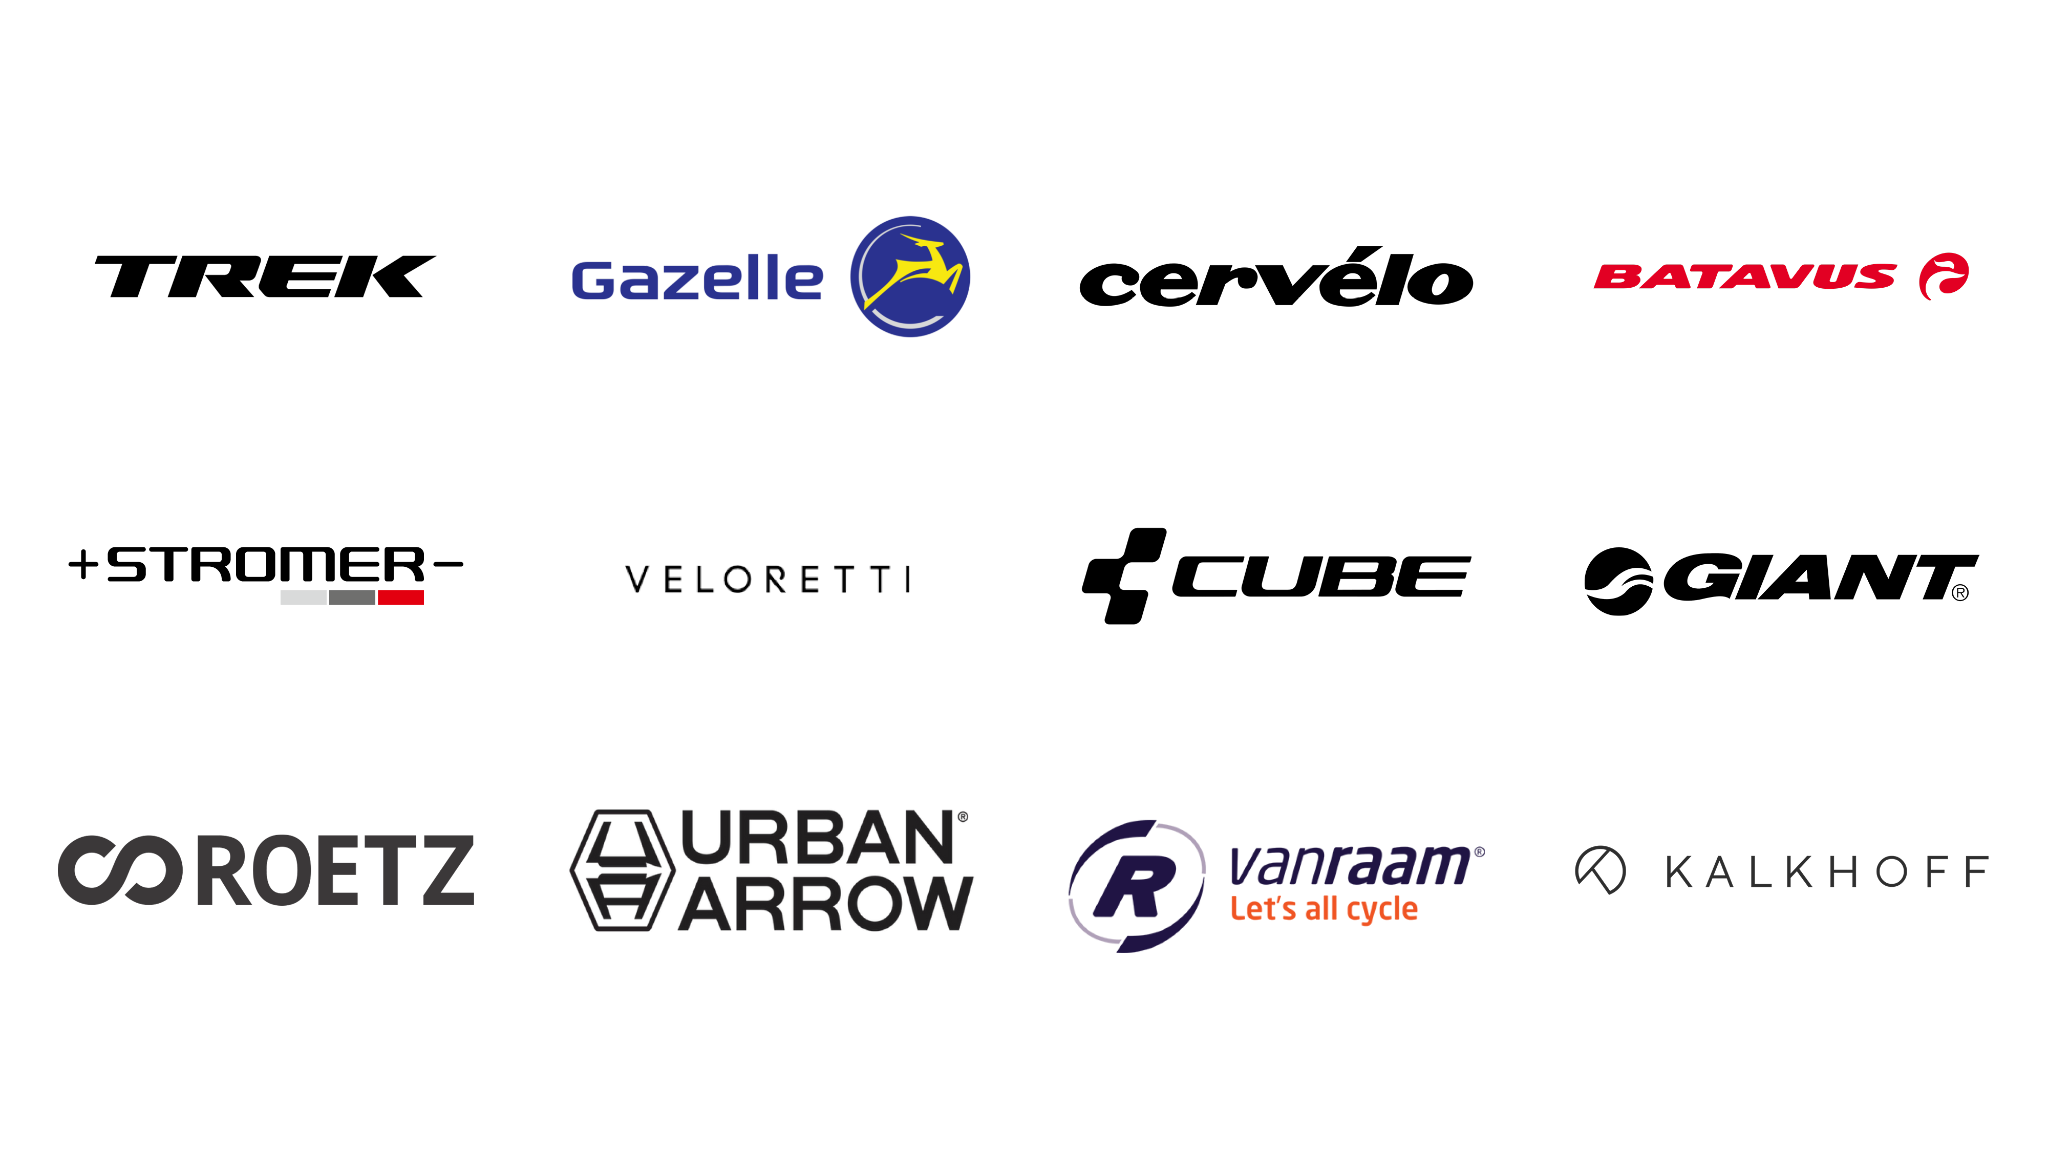 TREK
Gazelle
cervélo
BATAVUS
+STROMER−
VELORETTI
CUBE
GIANT®
ROETZ
URBAN®
ARROW
R
vanraam®
Let's all cycle
KALKHOFF